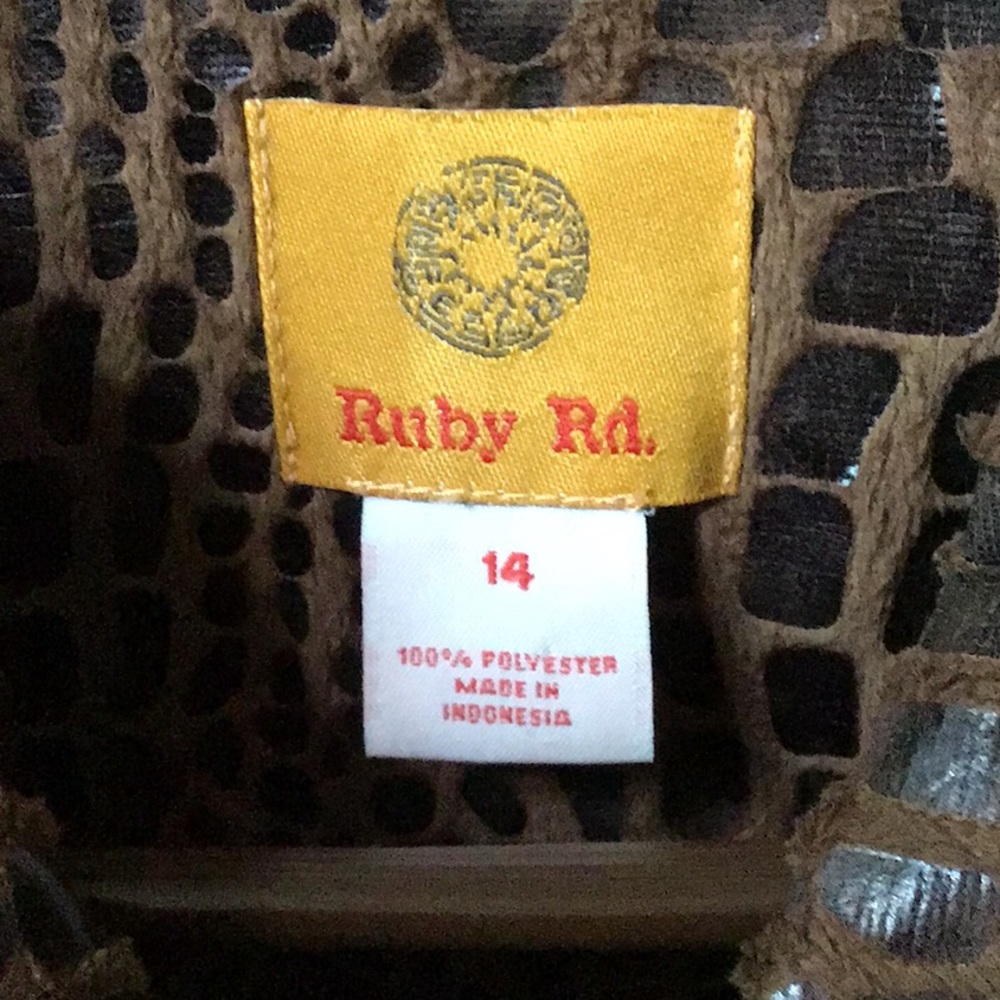 Ruby Rd.
14
100% POLYESTER
MADE IN
INDONESIA